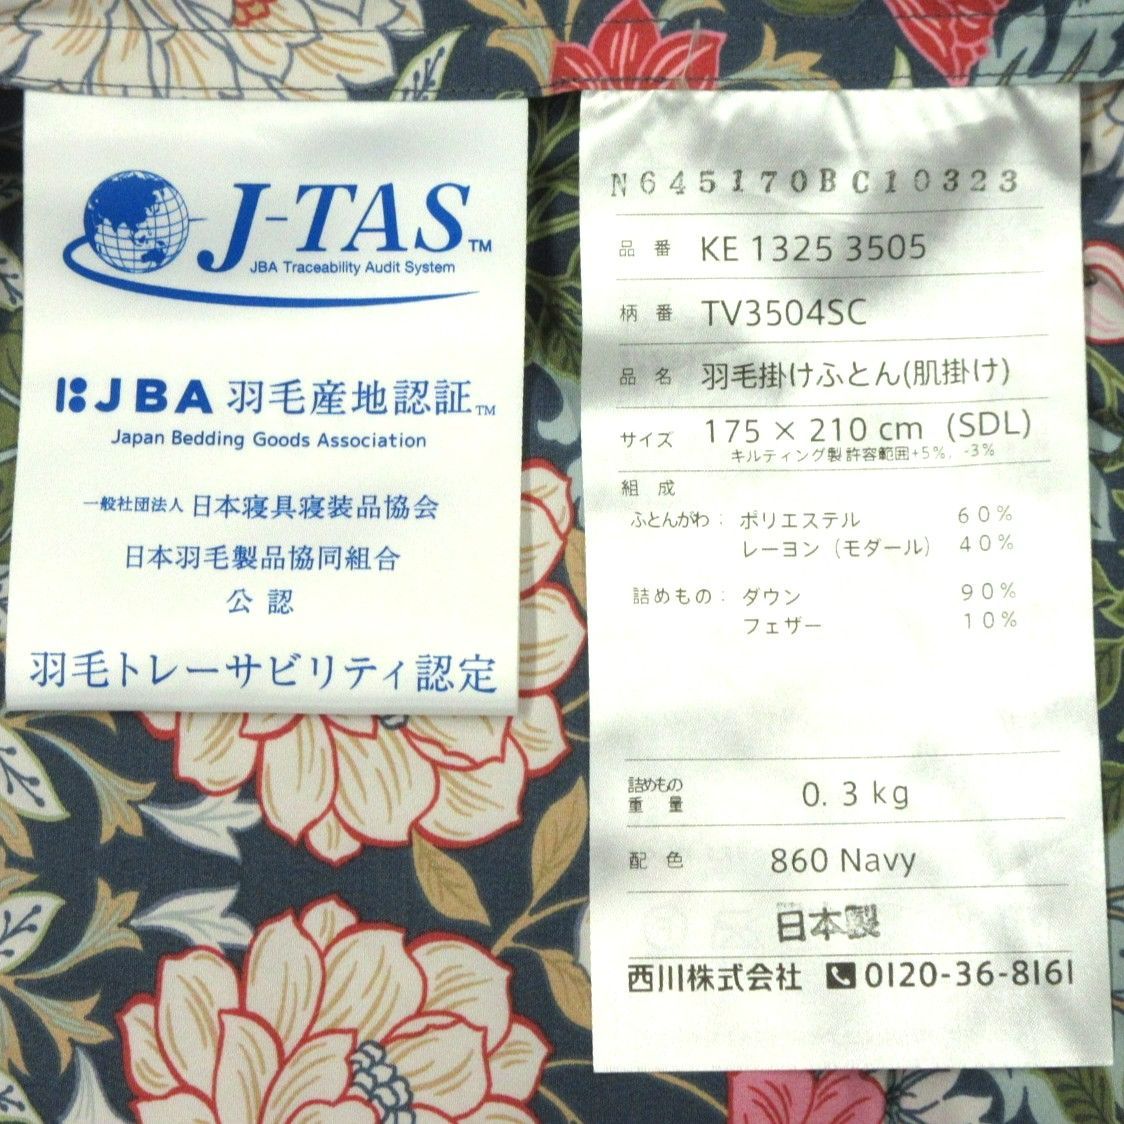 J-TAS™
JBA Traceability Audit System
JBA 羽毛産地認証™
Japan Bedding Goods Association
一般社団法人 日本寝具寝装品協会
日本羽毛製品協同組合
公認
羽毛トレーサビリティ認定
N645170BC10323
品番 KE 1325 3505
柄番 TV3504SC
品名 羽毛掛けふとん(肌掛け)
サイズ 175 × 210 cm (SDL)
キルティング製 許容範囲+5%, -3%
組成
ふとんがわ: ポリエステル 60%
レーヨン (モダール) 40%
詰めもの: ダウン 90%
フェザー 10%
詰めもの
重量 0.3kg
配色 860 Navy
日本製
西川株式会社 0120-36-8161